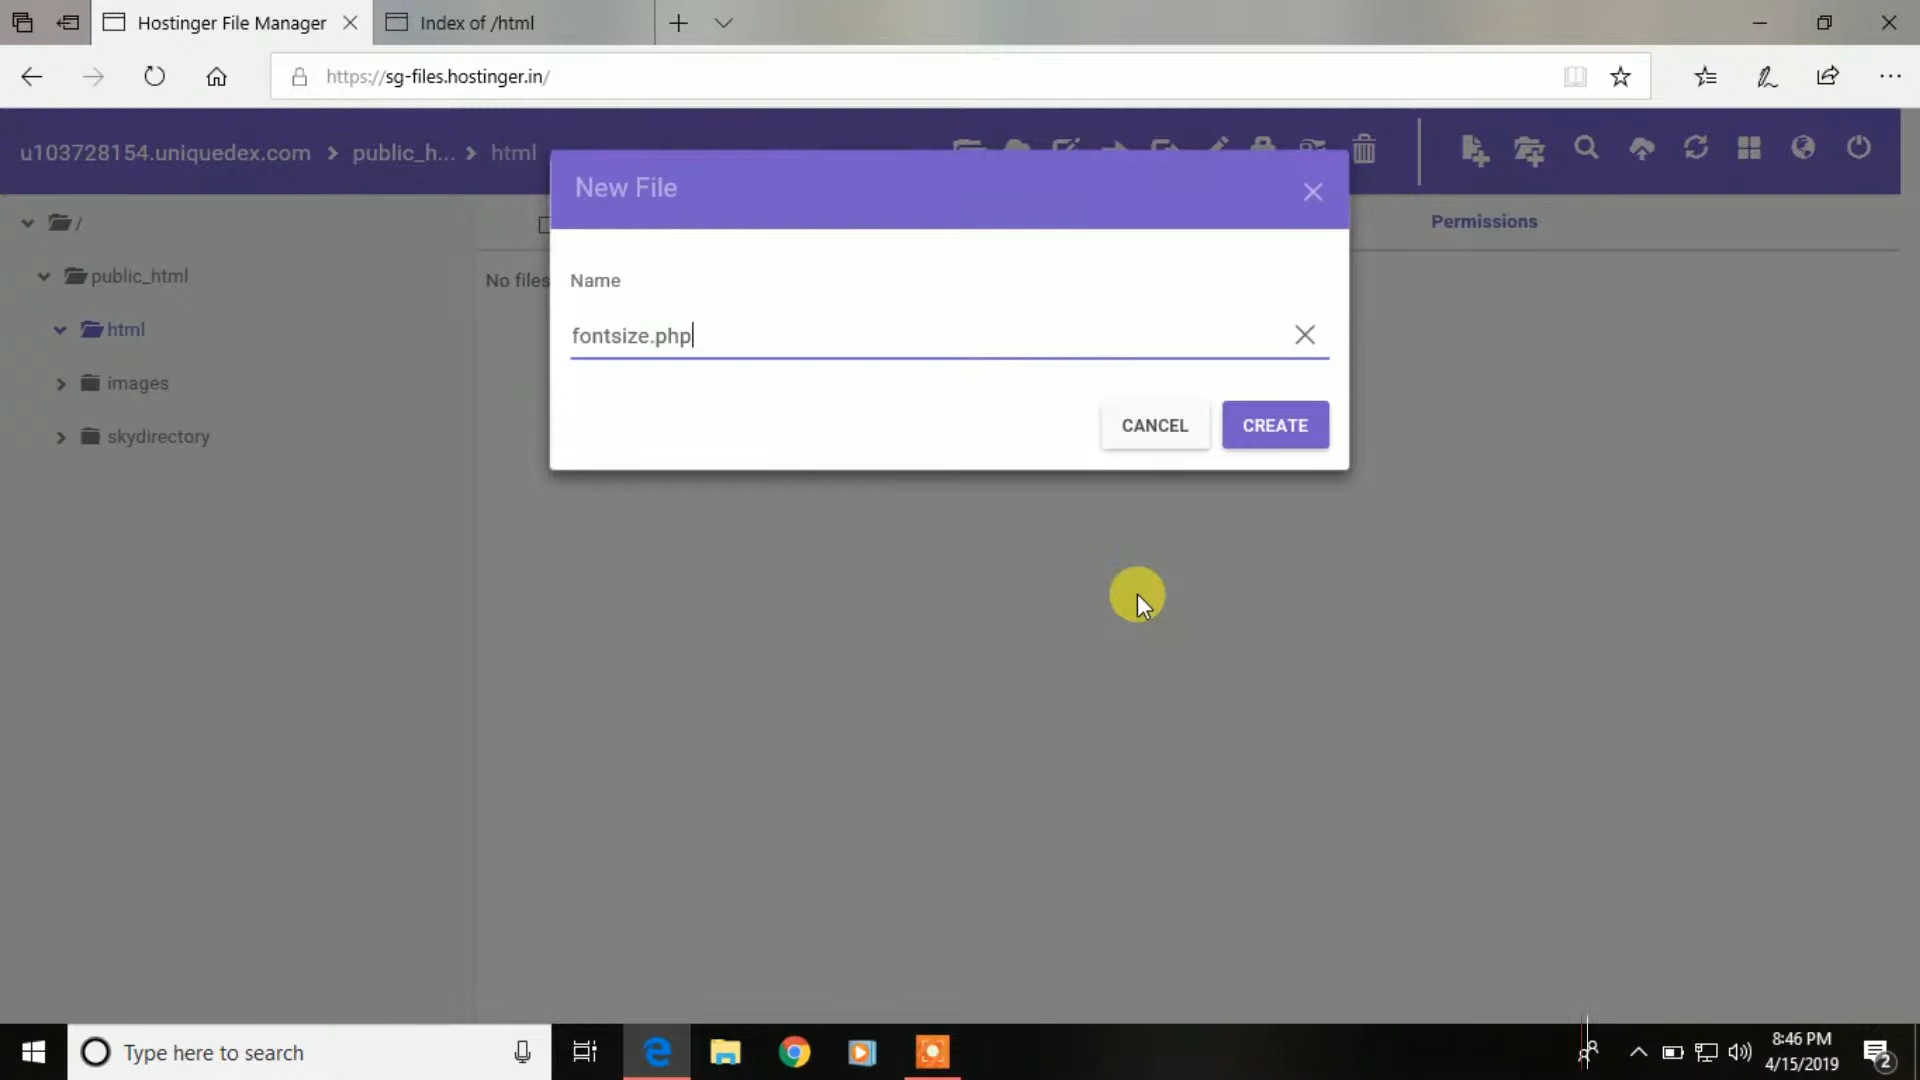 Hostinger File Manager
Index of /html
https://sg-files.hostinger.in/
u103728154.uniquedex.com > public_h... > html
New File
/
Permissions
public_html
No files
Name
html
fontsize.php
images
CANCEL
CREATE
skydirectory
Type here to search
8:46 PM
4/15/2019
2